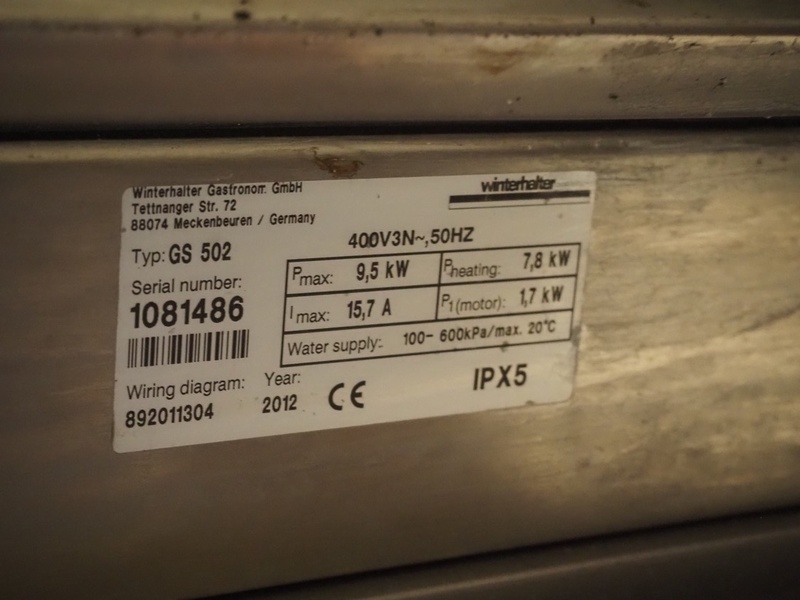 Winterhalter Gastronom GmbH
Tettnanger Str. 72
88074 Meckenbeuren / Germany
winterhalter
Typ: GS 502
400V3N~,50HZ
Serial number:
1081486
Pmax: 9,5 kW
Pheating: 7,8 kW
Imax: 15,7 A
P1(motor): 1,7 kW
Water supply: 100- 600kPa/max. 20°C
Wiring diagram:
892011304
Year:
2012
CE
IPX5